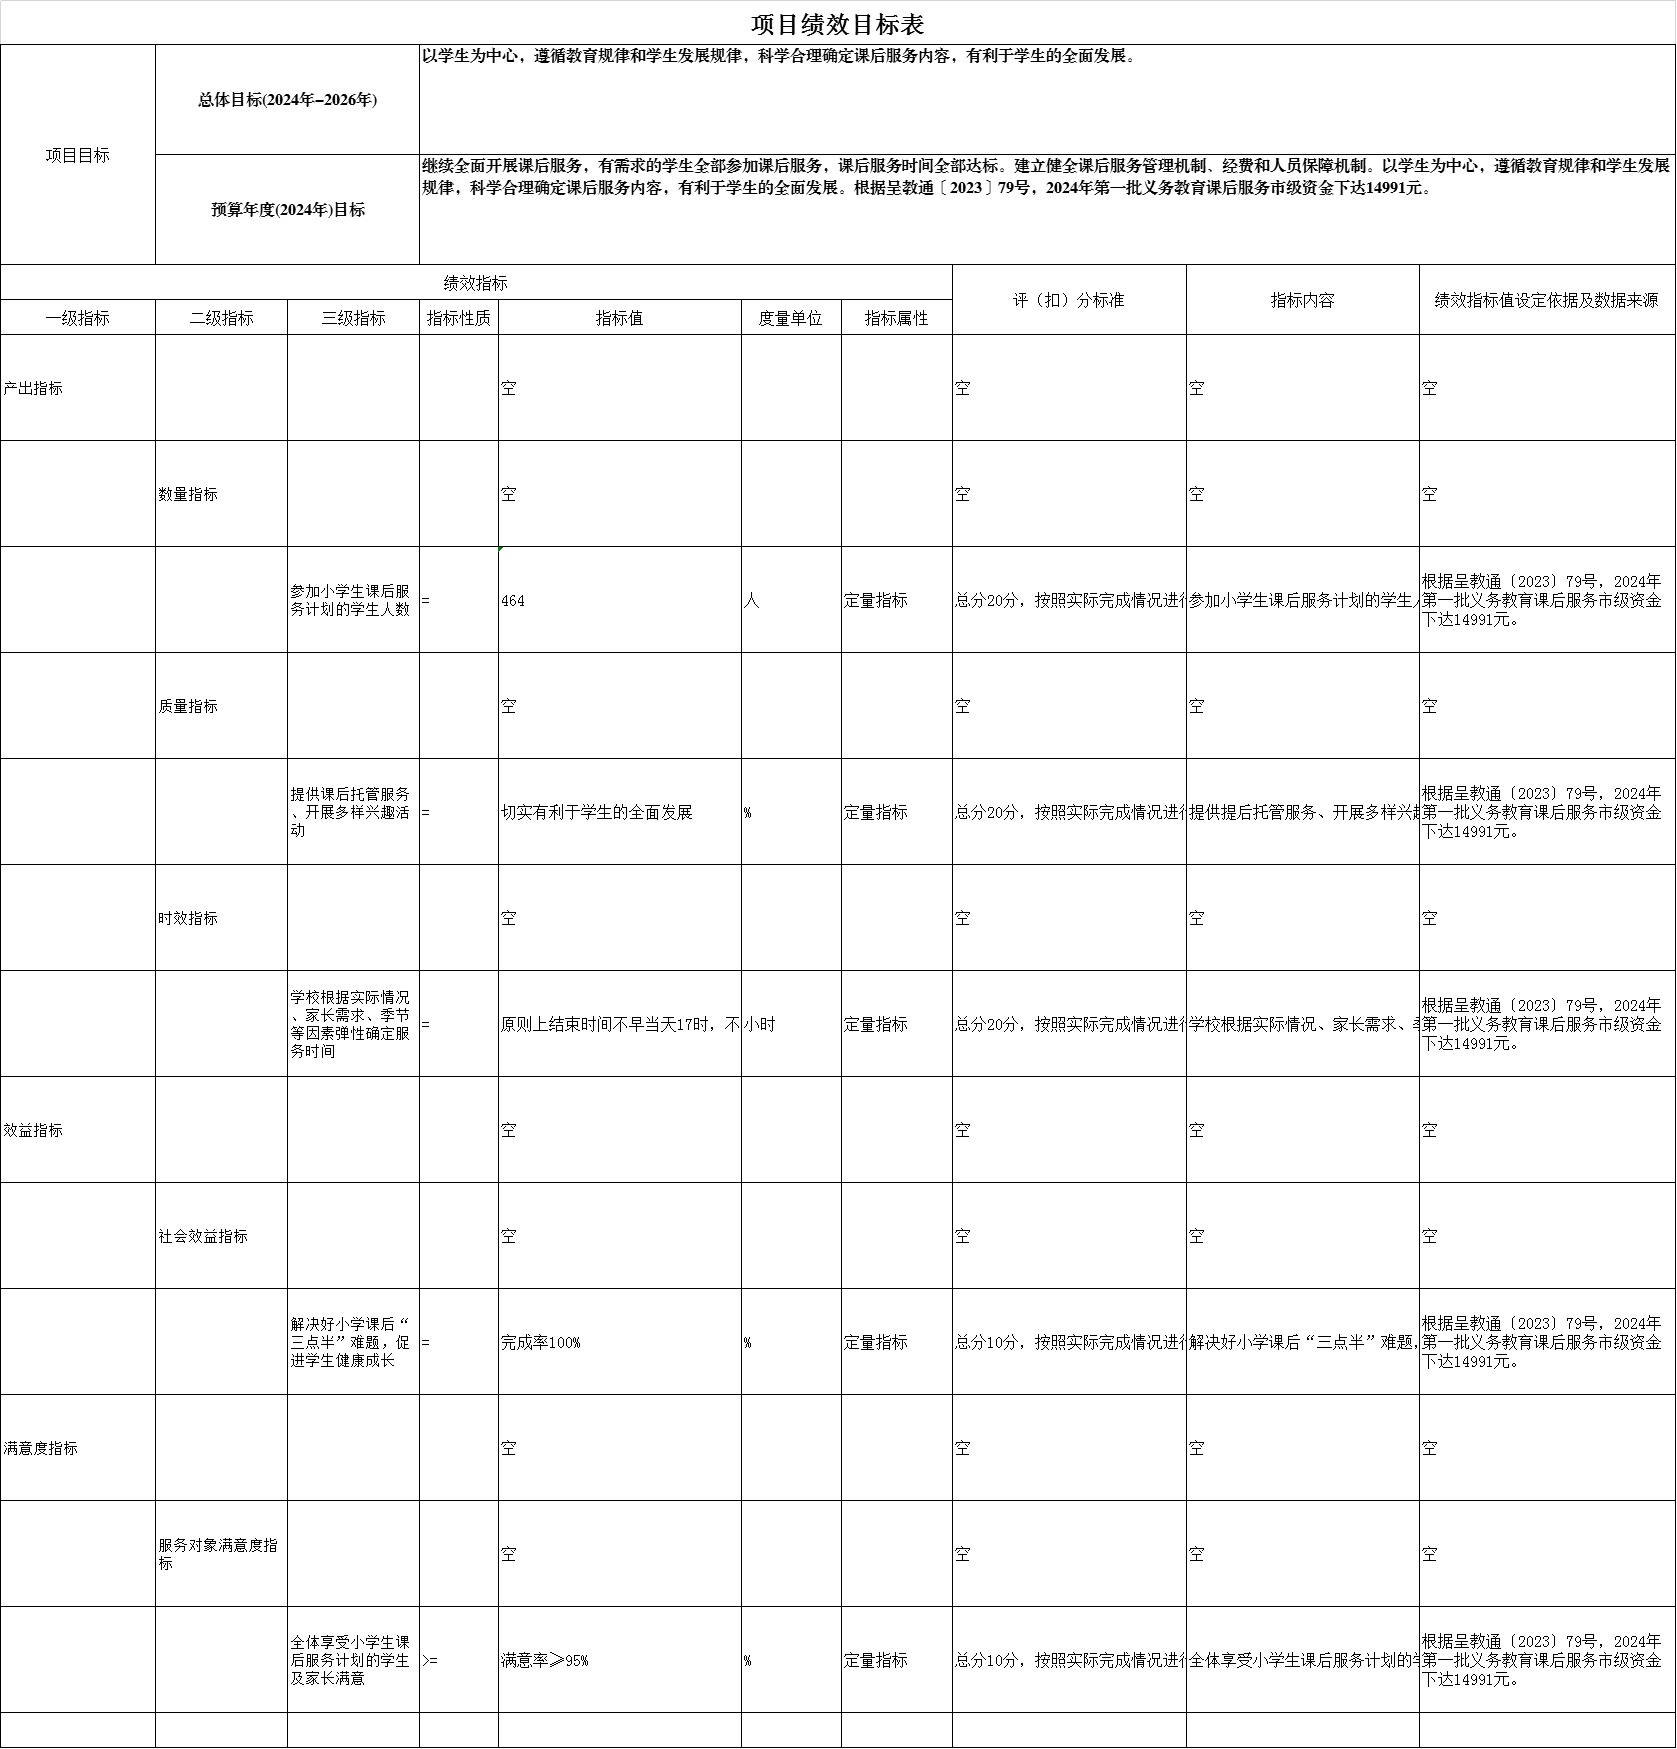 项目绩效目标表
项目目标
总体目标(2024年-2026年)
以学生为中心，遵循教育规律和学生发展规律，科学合理确定课后服务内容，有利于学生的全面发展。
预算年度(2024年)目标
继续全面开展课后服务，有需求的学生全部参加课后服务，课后服务时间全部达标。建立健全课后服务管理机制、经费和人员保障机制。以学生为中心，遵循教育规律和学生发展
规律，科学合理确定课后服务内容，有利于学生的全面发展。根据呈教通〔2023〕79号，2024年第一批义务教育课后服务市级资金下达14991元。
绩效指标
评（扣）分标准
指标内容
绩效指标值设定依据及数据来源
一级指标
二级指标
三级指标
指标性质
指标值
度量单位
指标属性
产出指标
空
空
空
空
数量指标
空
空
空
空
参加小学生课后服
务计划的学生人数
=
464
人
定量指标
总分20分，按照实际完成情况进行
参加小学生课后服务计划的学生人
根据呈教通〔2023〕79号，2024年
第一批义务教育课后服务市级资金
下达14991元。
质量指标
空
空
空
空
提供课后托管服务
、开展多样兴趣活
动
=
切实有利于学生的全面发展
%
定量指标
总分20分，按照实际完成情况进行
提供提后托管服务、开展多样兴趣
根据呈教通〔2023〕79号，2024年
第一批义务教育课后服务市级资金
下达14991元。
时效指标
空
空
空
空
学校根据实际情况
、家长需求、季节
等因素弹性确定服
务时间
=
原则上结束时间不早当天17时，不
小时
定量指标
总分20分，按照实际完成情况进行
学校根据实际情况、家长需求、季
根据呈教通〔2023〕79号，2024年
第一批义务教育课后服务市级资金
下达14991元。
效益指标
空
空
空
空
社会效益指标
空
空
空
空
解决好小学课后“
三点半”难题，促
进学生健康成长
=
完成率100%
%
定量指标
总分10分，按照实际完成情况进行
解决好小学课后“三点半”难题，
根据呈教通〔2023〕79号，2024年
第一批义务教育课后服务市级资金
下达14991元。
满意度指标
空
空
空
空
服务对象满意度指
标
空
空
空
空
全体享受小学生课
后服务计划的学生
及家长满意
>=
满意率≥95%
%
定量指标
总分10分，按照实际完成情况进行
全体享受小学生课后服务计划的学
根据呈教通〔2023〕79号，2024年
第一批义务教育课后服务市级资金
下达14991元。